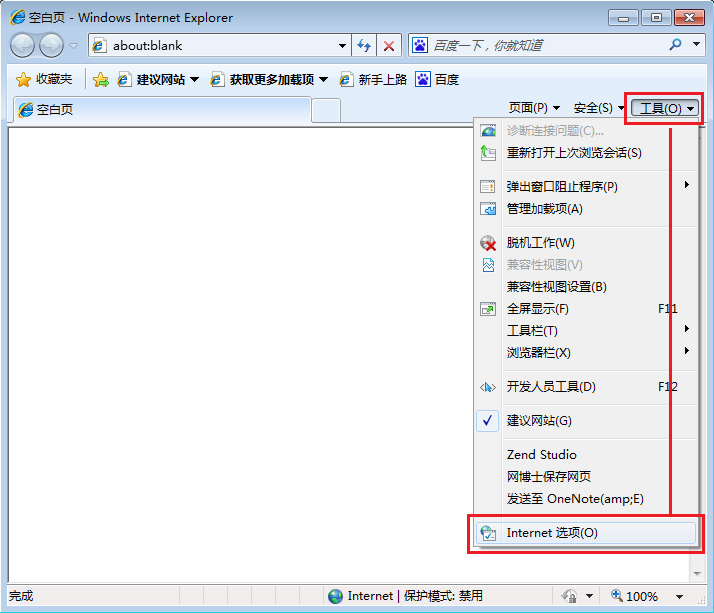 空白页 - Windows Internet Explorer
about:blank
百度一下，你就知道
收藏夹 建议网站 获取更多加载项 新手上路 百度
空白页
页面(P) 安全(S) 工具(O)
诊断连接问题(C)...
重新打开上次浏览会话(S)
弹出窗口阻止程序(P)
管理加载项(A)
脱机工作(W)
兼容性视图(V)
兼容性视图设置(B)
全屏显示(F) F11
工具栏(T)
浏览器栏(X)
开发人员工具(D) F12
建议网站(G)
Zend Studio
网博士保存网页
发送至 OneNote(amp;E)
Internet 选项(O)
完成 Internet | 保护模式: 禁用 100%